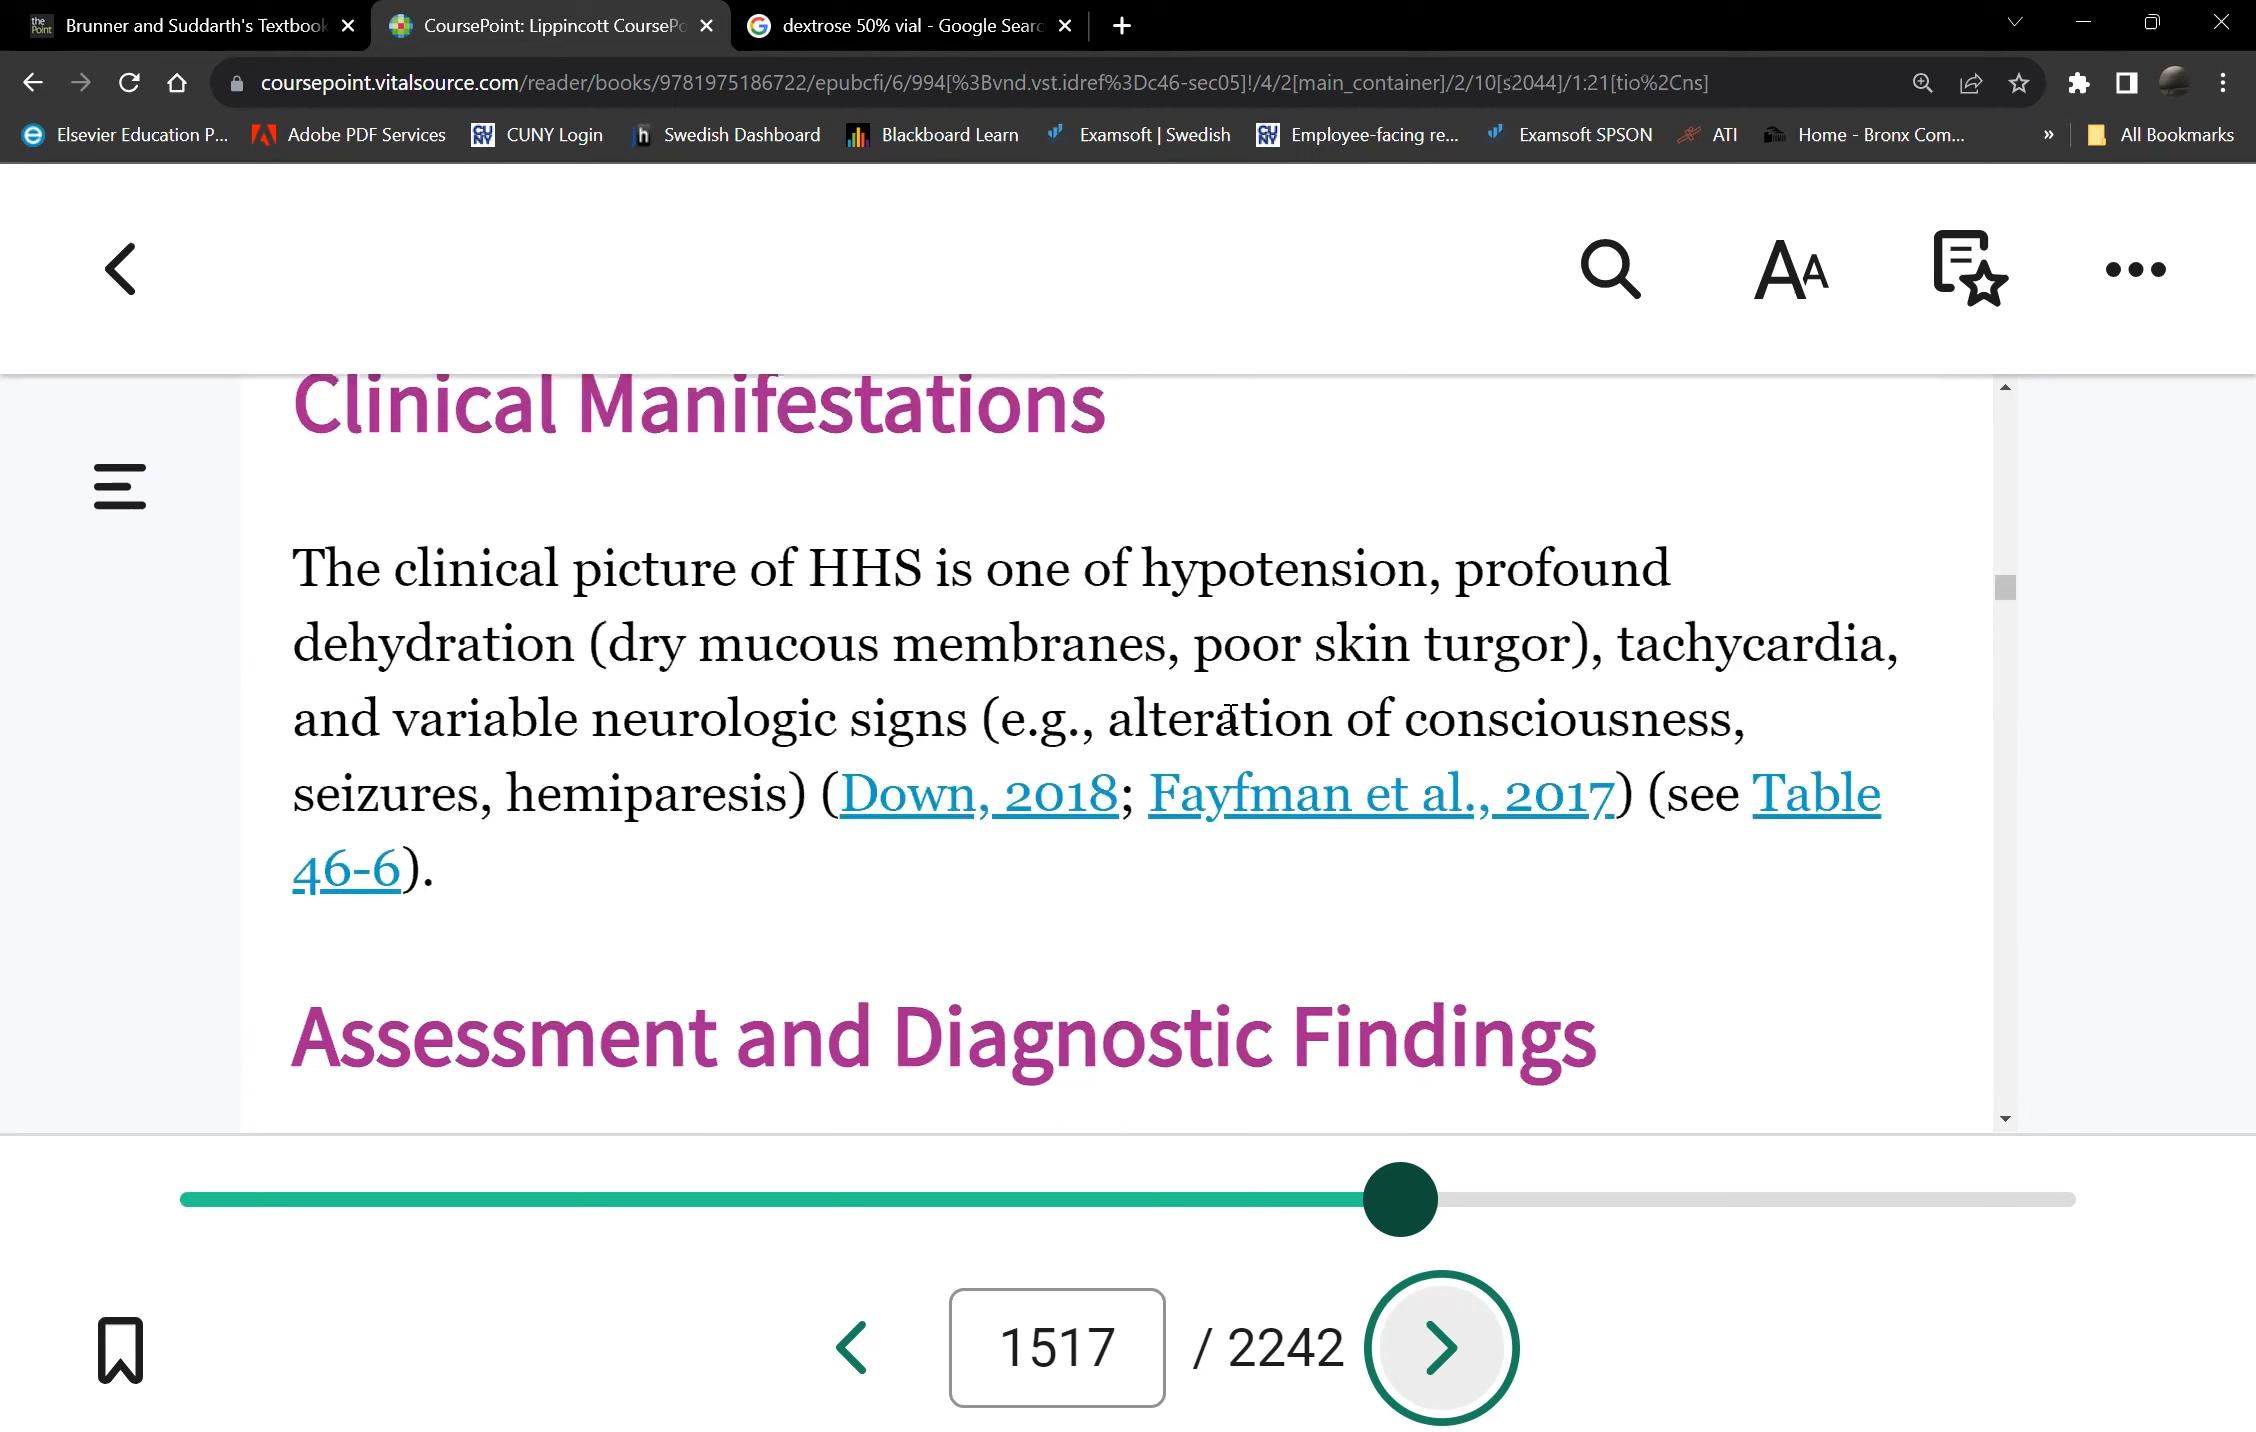 the Point
Brunner and Suddarth's Textbook
CoursePoint: Lippincott CoursePo
dextrose 50% vial - Google Searc
coursepoint.vitalsource.com/reader/books/9781975186722/epubcfi/6/994[%3Bvnd.vst.idref%3Dc46-sec05]!/4/2[main_container]/2/10[s2044]/1:21[tio%2Cns]
Elsevier Education P... Adobe PDF Services CUNY Login Swedish Dashboard Blackboard Learn Examsoft | Swedish Employee-facing re... Examsoft SPSON ATI Home - Bronx Com... » All Bookmarks
AA
Clinical Manifestations
The clinical picture of HHS is one of hypotension, profound
dehydration (dry mucous membranes, poor skin turgor), tachycardia,
and variable neurologic signs (e.g., alteration of consciousness,
seizures, hemiparesis) (Down, 2018; Fayfman et al., 2017) (see Table
46-6).
Assessment and Diagnostic Findings
1517 / 2242